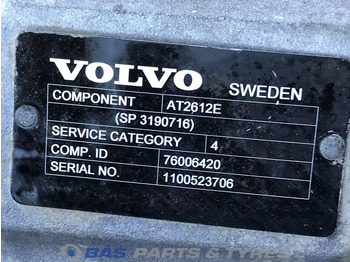 VOLVO SWEDEN
COMPONENT AT2612E
(SP 3190716)
SERVICE CATEGORY 4
COMP. ID 76006420
SERIAL NO. 1100523706
BAS PARTS & TYRES